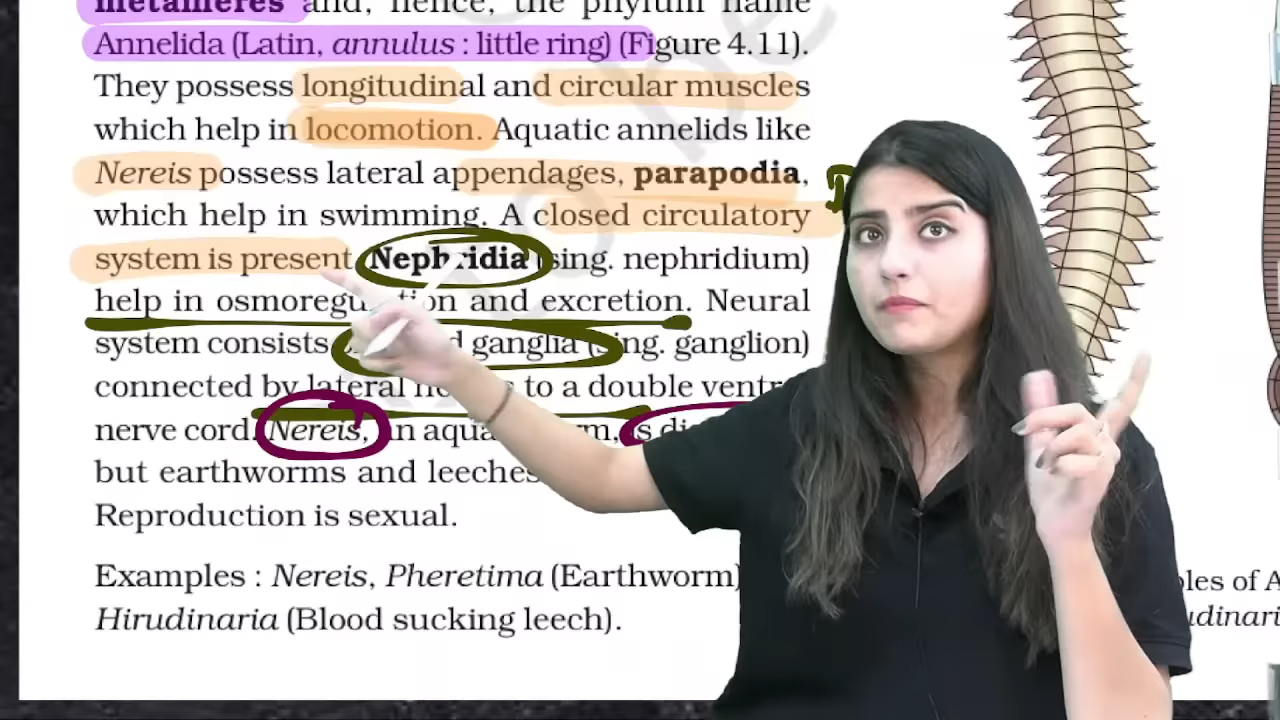 metameres and, hence, the phylum name
Annelida (Latin, annulus : little ring) (Figure 4.11).
They possess longitudinal and circular muscles
which help in locomotion. Aquatic annelids like
Nereis possess lateral appendages, parapodia,
which help in swimming. A closed circulatory
system is present. Nephridia (sing. nephridium)
help in osmoregulation and excretion. Neural
system consists ganglia (sing. ganglion)
connected by lateral to a double
nerve cord. Nereis, an is
but earthworms and leeches
Reproduction is sexual.
Examples : Nereis, Pheretima (Earthworm)
Hirudinaria (Blood sucking leech).
of